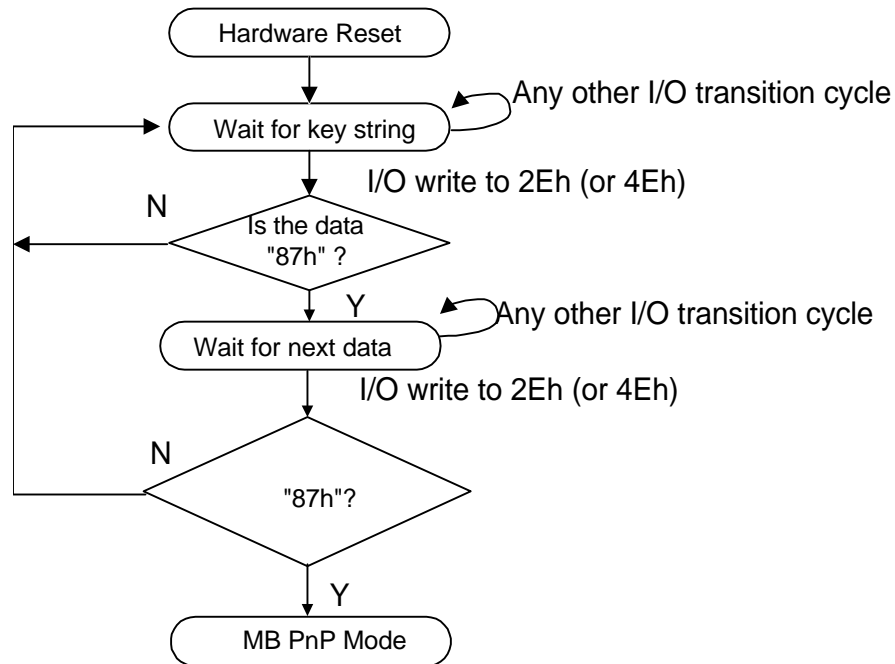 Hardware Reset
Any other I/O transition cycle
Wait for key string
I/O write to 2Eh (or 4Eh)
N
Is the data
"87h" ?
Y
Any other I/O transition cycle
Wait for next data
I/O write to 2Eh (or 4Eh)
N
"87h"?
Y
MB PnP Mode